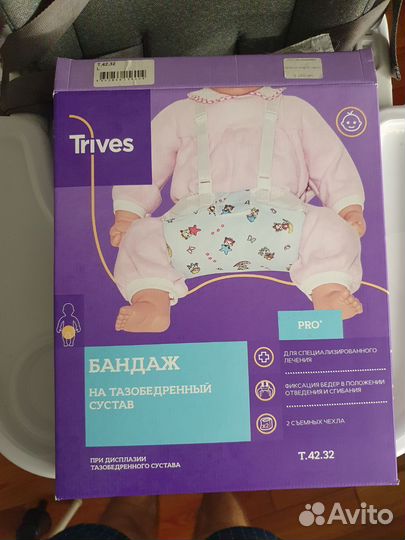 T.42.32
Trives
PRO+
БАНДАЖ
НА ТАЗОБЕДРЕННЫЙ
СУСТАВ
ДЛЯ СПЕЦИАЛИЗИРОВАННОГО
ЛЕЧЕНИЯ
ФИКСАЦИЯ БЕДЕР В ПОЛОЖЕНИИ
ОТВЕДЕНИЯ И СГИБАНИЯ
2 СЪЕМНЫХ ЧЕХЛА
ПРИ ДИСПЛАЗИИ
ТАЗОБЕДРЕННОГО СУСТАВА
T.42.32
Avito